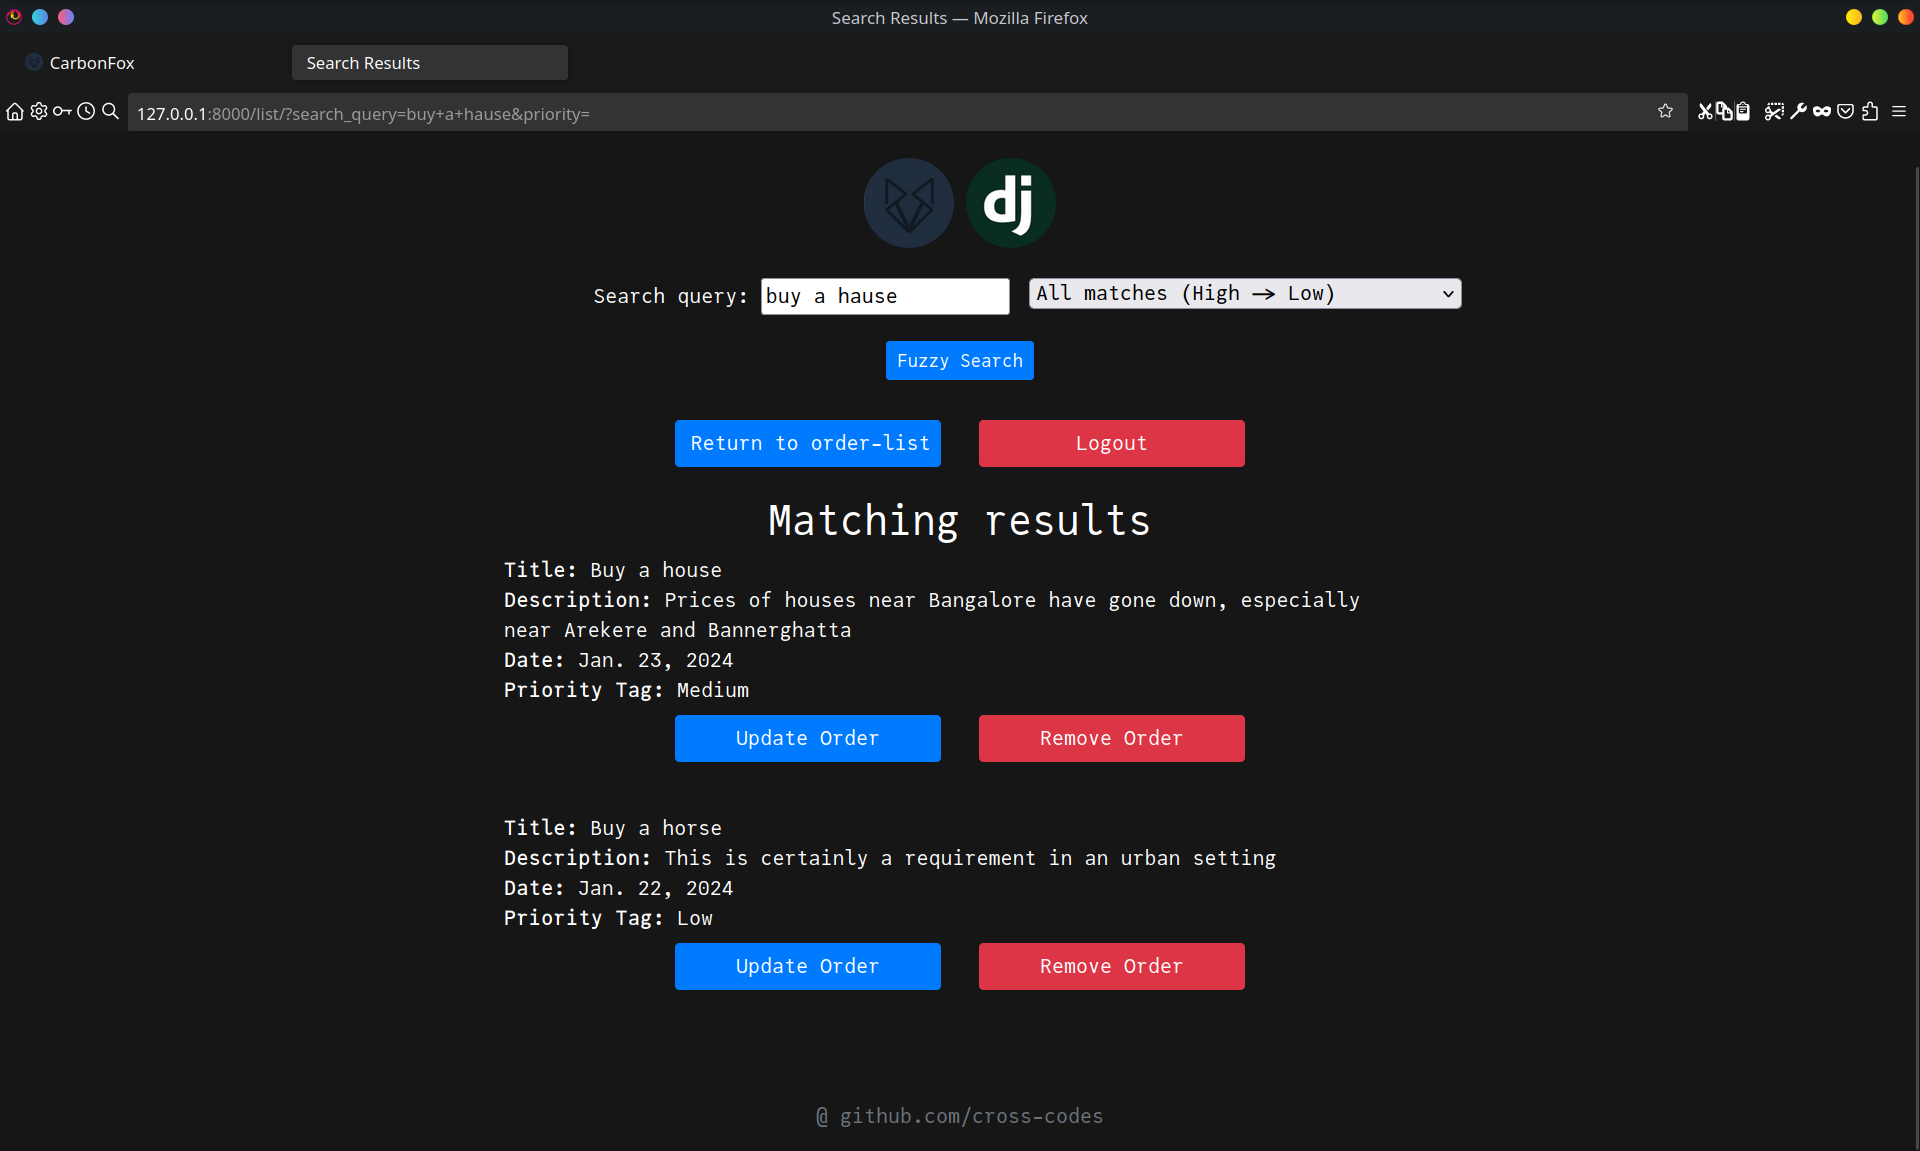 Search Results — Mozilla Firefox
CarbonFox
Search Results
127.0.0.1:8000/list/?search_query=buy+a+hause&priority=
dj
Search query: buy a hause All matches (High → Low)
Fuzzy Search
Return to order-list Logout
Matching results
Title: Buy a house
Description: Prices of houses near Bangalore have gone down, especially
near Arekere and Bannerghatta
Date: Jan. 23, 2024
Priority Tag: Medium
Update Order Remove Order
Title: Buy a horse
Description: This is certainly a requirement in an urban setting
Date: Jan. 22, 2024
Priority Tag: Low
Update Order Remove Order
@ github.com/cross-codes